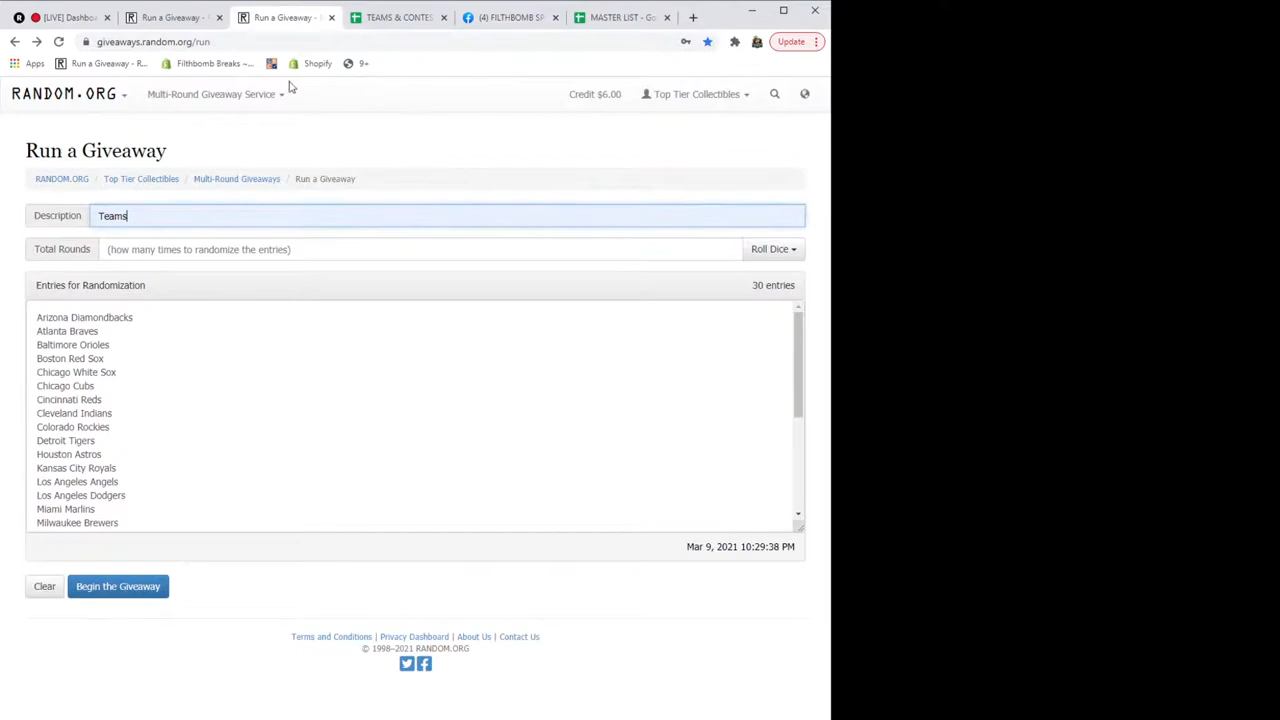 [LIVE] Dashbo
Run a Giveaway -
Run a Giveaway -
TEAMS & CONTES
(4) FILTHBOMB SP
MASTER LIST - Go
giveaways.random.org/run
Update
Apps
Run a Giveaway - R...
Filthbomb Breaks ~...
Shopify
9+
RANDOM.ORG
Multi-Round Giveaway Service
Credit $6.00
Top Tier Collectibles
Run a Giveaway
RANDOM.ORG / Top Tier Collectibles / Multi-Round Giveaways / Run a Giveaway
Description Teams
Total Rounds (how many times to randomize the entries) Roll Dice
Entries for Randomization 30 entries
Arizona Diamondbacks
Atlanta Braves
Baltimore Orioles
Boston Red Sox
Chicago White Sox
Chicago Cubs
Cincinnati Reds
Cleveland Indians
Colorado Rockies
Detroit Tigers
Houston Astros
Kansas City Royals
Los Angeles Angels
Los Angeles Dodgers
Miami Marlins
Milwaukee Brewers
Mar 9, 2021 10:29:38 PM
Clear Begin the Giveaway
Terms and Conditions | Privacy Dashboard | About Us | Contact Us
© 1998–2021 RANDOM.ORG